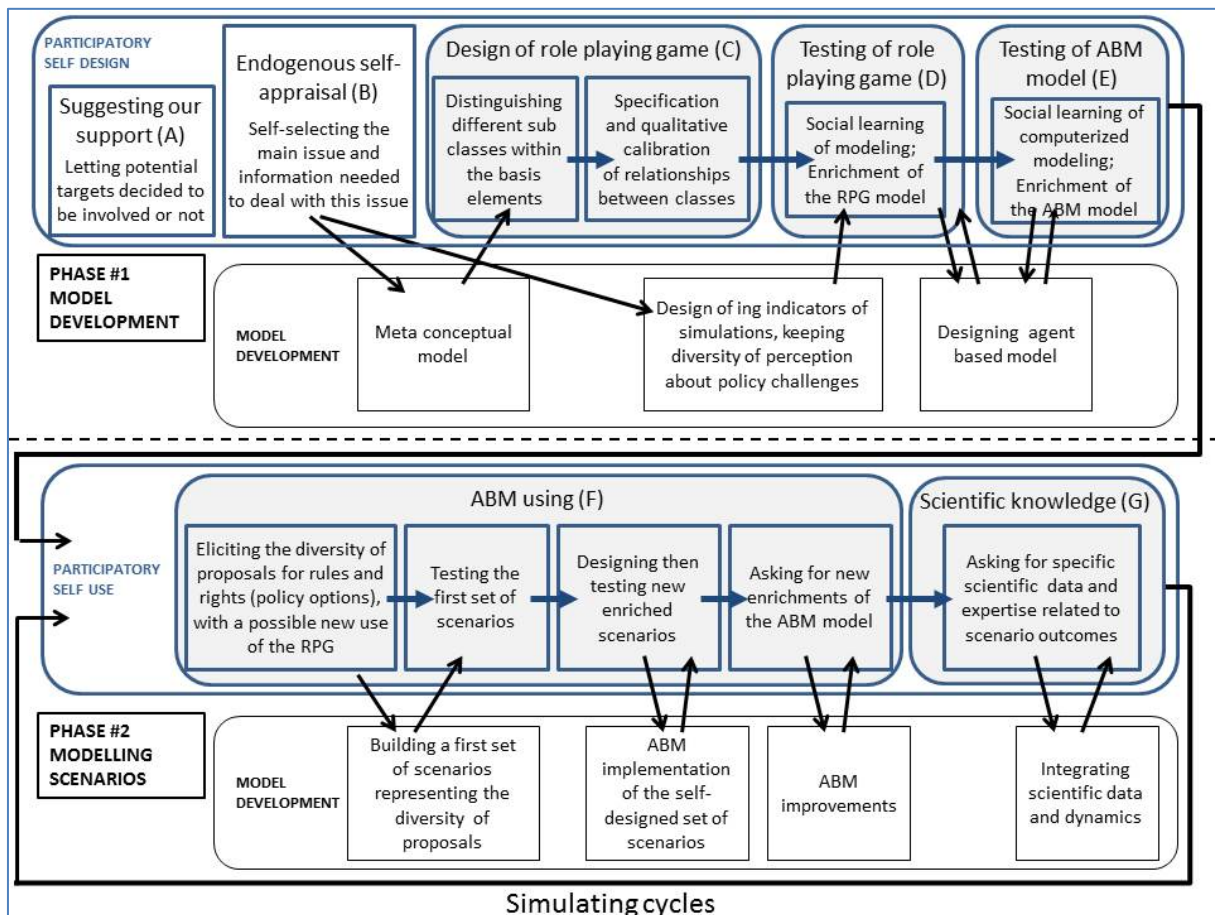 PARTICIPATORY
SELF DESIGN
Suggesting our
support (A)
Letting potential
targets decided to
be involved or not
Endogenous self-
appraisal (B)
Self-selecting the
main issue and
information needed
to deal with this issue
Design of role playing game (C)
Distinguishing
different sub
classes within
the basis
elements
Specification
and qualitative
calibration
of relationships
between classes
Testing of role
playing game (D)
Social learning
of modeling;
Enrichment of
the RPG model
Testing of ABM
model (E)
Social learning of
computerized
modeling;
Enrichment of
the ABM model
PHASE #1
MODEL
DEVELOPMENT
MODEL
DEVELOPMENT
Meta conceptual
model
Design of ing indicators of
simulations, keeping
diversity of perception
about policy challenges
Designing agent
based model
PARTICIPATORY
SELF USE
ABM using (F)
Eliciting the diversity of
proposals for rules and
rights (policy options),
with a possible new use
of the RPG
Testing the
first set of
scenarios
Designing then
testing new
enriched
scenarios
Asking for new
enrichments of
the ABM model
Scientific knowledge (G)
Asking for specific
scientific data and
expertise related to
scenario outcomes
PHASE #2
MODELLING
SCENARIOS
MODEL
DEVELOPMENT
Building a first set
of scenarios
representing the
diversity of
proposals
ABM
implementation
of the self-
designed set of
scenarios
ABM
improvements
Integrating
scientific data
and dynamics
Simulating cycles